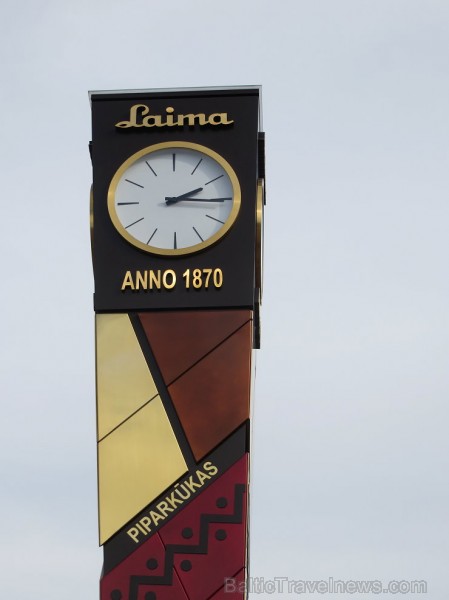 Laima
ANNO 1870
PIPARKŪKAS
BalticTravelnews.com